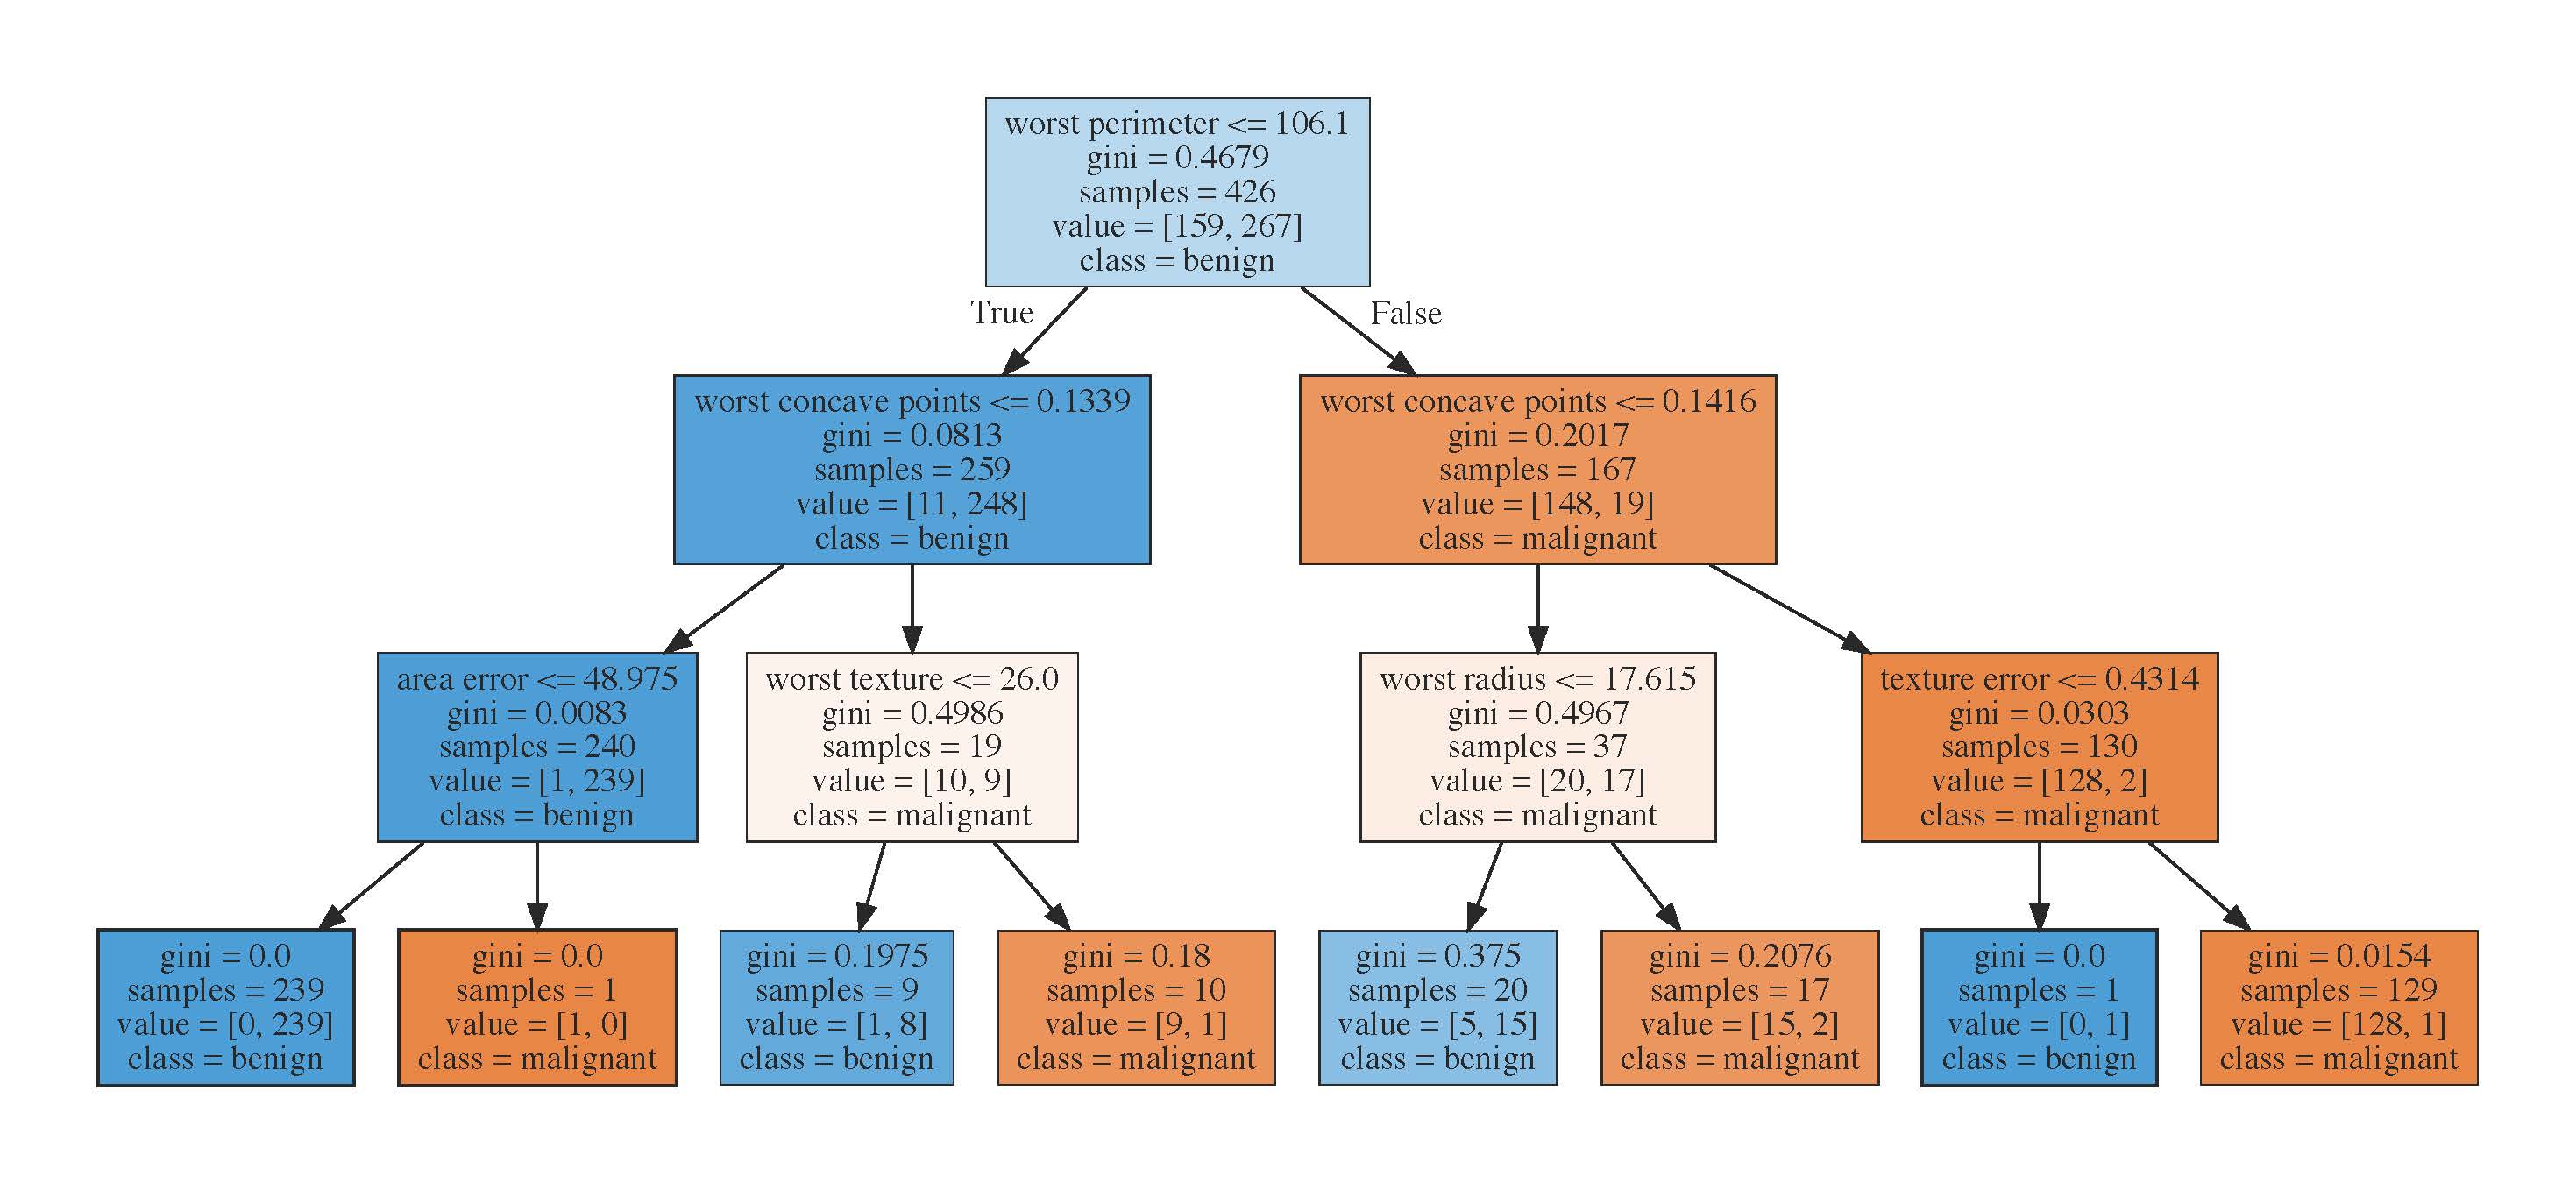 worst perimeter <= 106.1
gini = 0.4679
samples = 426
value = [159, 267]
class = benign
True
False
worst concave points <= 0.1339
gini = 0.0813
samples = 259
value = [11, 248]
class = benign
worst concave points <= 0.1416
gini = 0.2017
samples = 167
value = [148, 19]
class = malignant
area error <= 48.975
gini = 0.0083
samples = 240
value = [1, 239]
class = benign
worst texture <= 26.0
gini = 0.4986
samples = 19
value = [10, 9]
class = malignant
worst radius <= 17.615
gini = 0.4967
samples = 37
value = [20, 17]
class = malignant
texture error <= 0.4314
gini = 0.0303
samples = 130
value = [128, 2]
class = malignant
gini = 0.0
samples = 239
value = [0, 239]
class = benign
gini = 0.0
samples = 1
value = [1, 0]
class = malignant
gini = 0.1975
samples = 9
value = [1, 8]
class = benign
gini = 0.18
samples = 10
value = [9, 1]
class = malignant
gini = 0.375
samples = 20
value = [5, 15]
class = benign
gini = 0.2076
samples = 17
value = [15, 2]
class = malignant
gini = 0.0
samples = 1
value = [0, 1]
class = benign
gini = 0.0154
samples = 129
value = [128, 1]
class = malignant